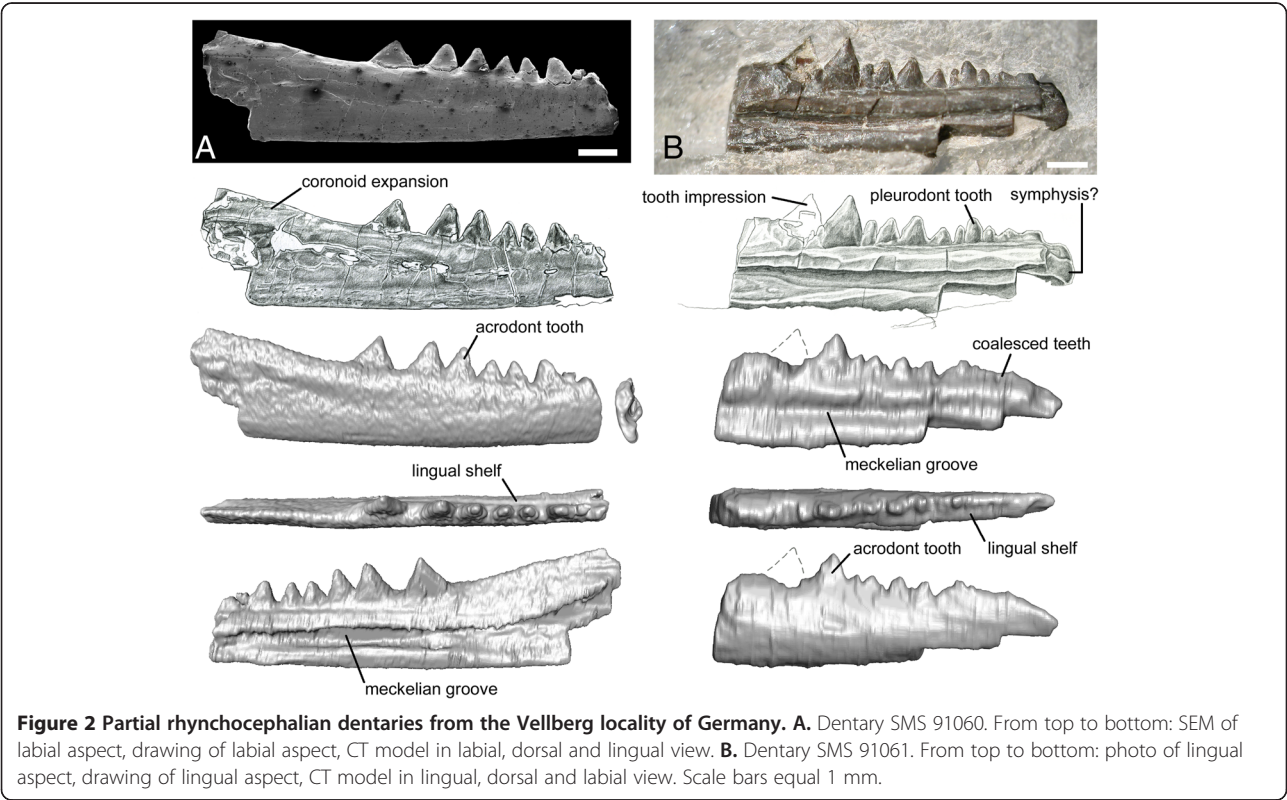 A
B
coronoid expansion
tooth impression
pleurodont tooth
symphysis?
acrodont tooth
coalesced teeth
meckelian groove
lingual shelf
acrodont tooth
lingual shelf
meckelian groove
Figure 2 Partial rhynchocephalian dentaries from the Vellberg locality of Germany. A. Dentary SMS 91060. From top to bottom: SEM of
labial aspect, drawing of labial aspect, CT model in labial, dorsal and lingual view. B. Dentary SMS 91061. From top to bottom: photo of lingual
aspect, drawing of lingual aspect, CT model in lingual, dorsal and labial view. Scale bars equal 1 mm.